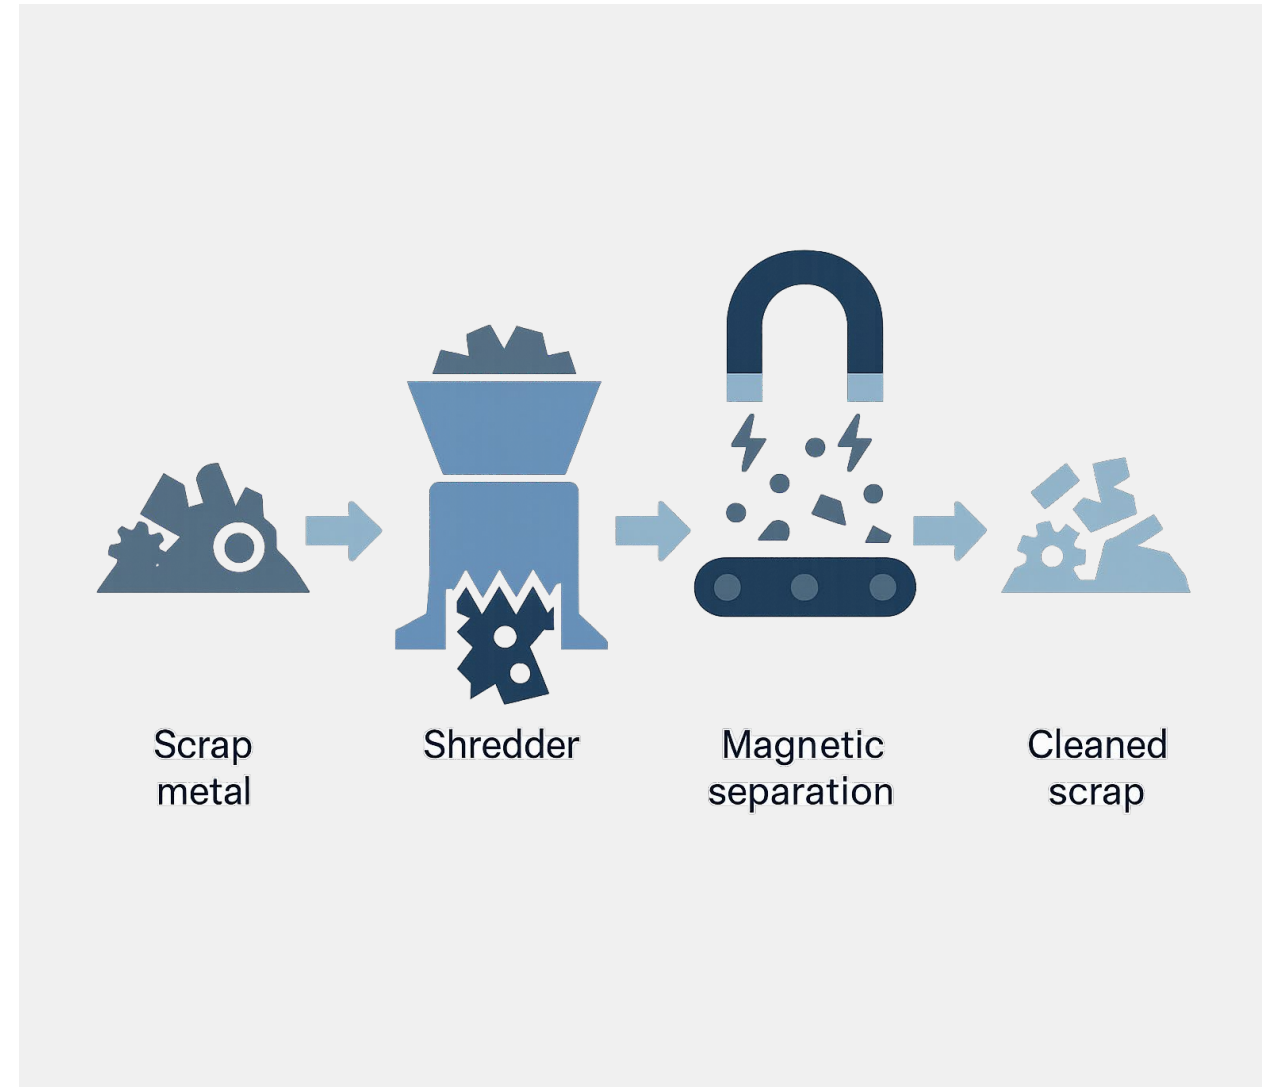 Scrap
metal
Shredder
Magnetic
separation
Cleaned
scrap